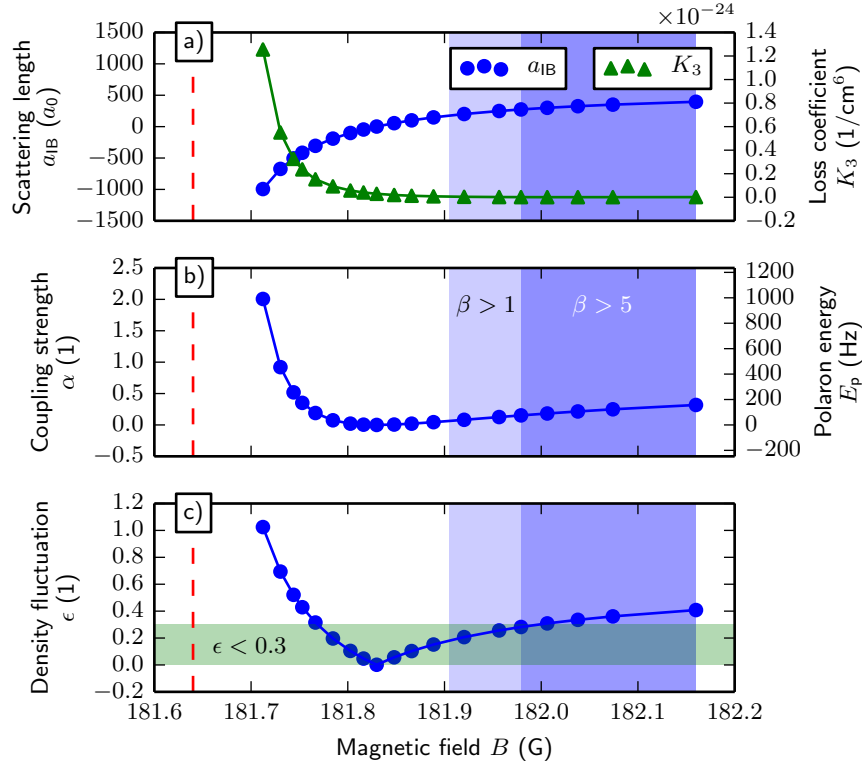 ×10⁻²⁴
a)
1500
1000
500
0
−500
−1000
−1500
Scattering length
a_IB (a₀)
a_IB
K₃
1.4
1.2
1.0
0.8
0.6
0.4
0.2
0.0
−0.2
Loss coefficient
K₃ (1/cm⁶)
b)
2.5
2.0
1.5
1.0
0.5
0.0
−0.5
Coupling strength
α (1)
β > 1
β > 5
1200
1000
800
600
400
200
0
−200
Polaron energy
E_p (Hz)
c)
1.2
1.0
0.8
0.6
0.4
0.2
0.0
−0.2
Density fluctuation
ϵ (1)
ϵ < 0.3
181.6 181.7 181.8 181.9 182.0 182.1 182.2
Magnetic field B (G)